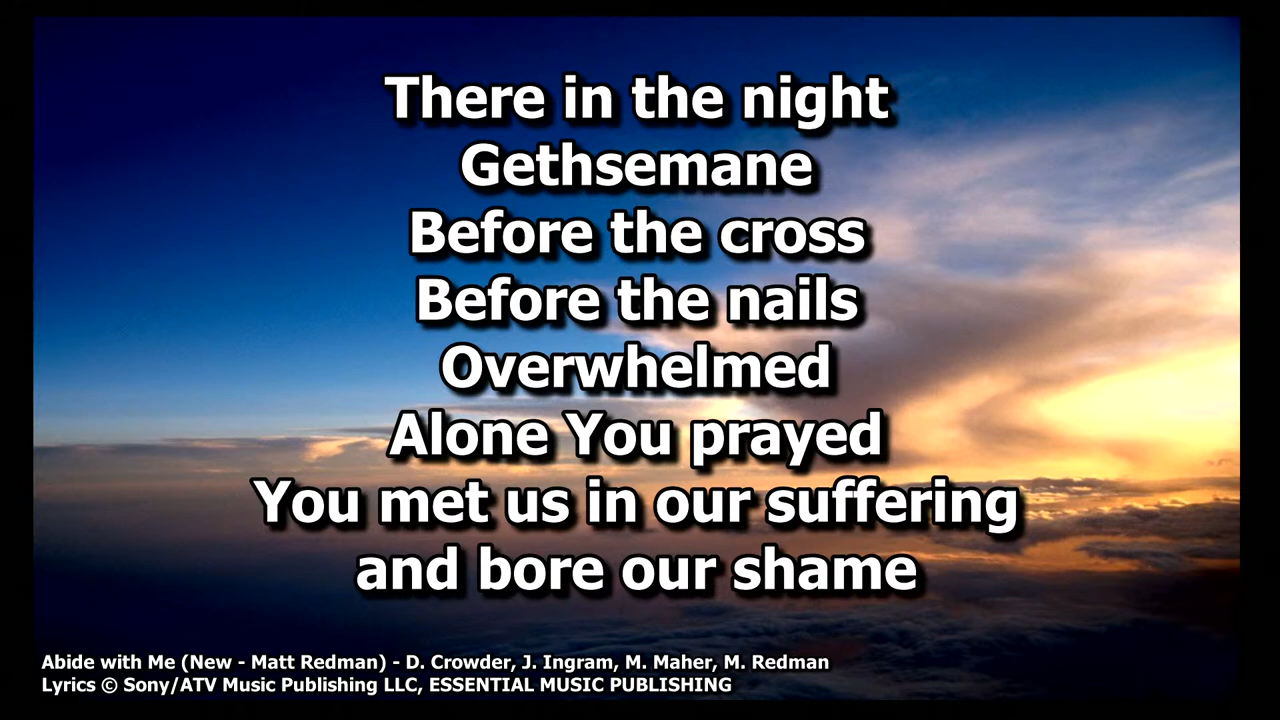 There in the night
Gethsemane
Before the cross
Before the nails
Overwhelmed
Alone You prayed
You met us in our suffering
and bore our shame
Abide with Me (New - Matt Redman) - D. Crowder, J. Ingram, M. Maher, M. Redman
Lyrics © Sony/ATV Music Publishing LLC, ESSENTIAL MUSIC PUBLISHING